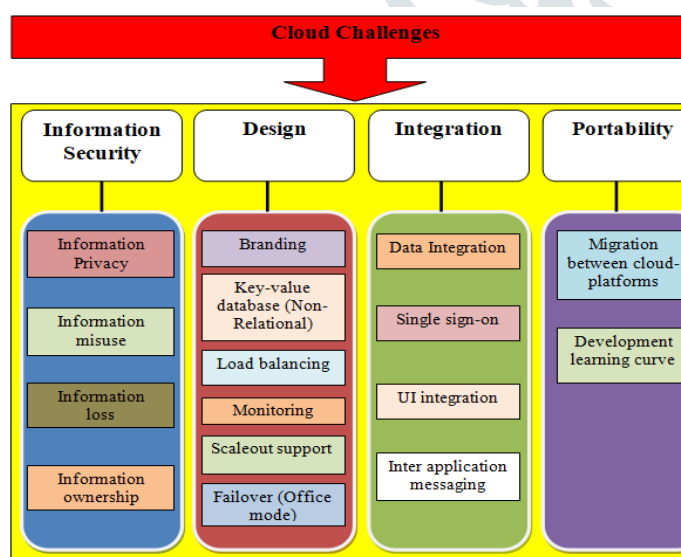 Cloud Challenges
Information
Security
Information
Privacy
Information
misuse
Information
loss
Information
ownership
Design
Branding
Key-value
database (Non-
Relational)
Load balancing
Monitoring
Scaleout support
Failover (Office
mode)
Integration
Data Integration
Single sign-on
UI integration
Inter application
messaging
Portability
Migration
between cloud-
platforms
Development
learning curve